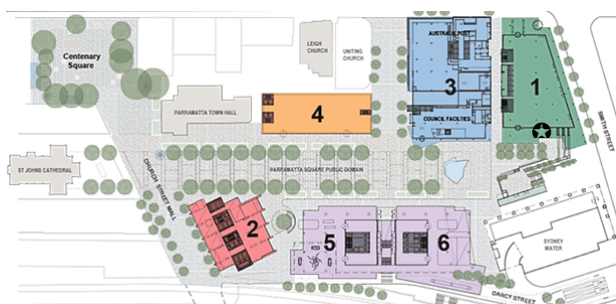 Centenary
Square
LEIGH
CHURCH
UNITING
CHURCH
AUSTRALIA POST
3
COUNCIL FACILITIES
1
SMITH STREET
4
PARRAMATTA TOWN HALL
ST JOHNS CATHEDRAL
CHURCH STREET MALL
PARRAMATTA SQUARE PUBLIC DOMAIN
2
5
6
SYDNEY
WATER
DARCY STREET